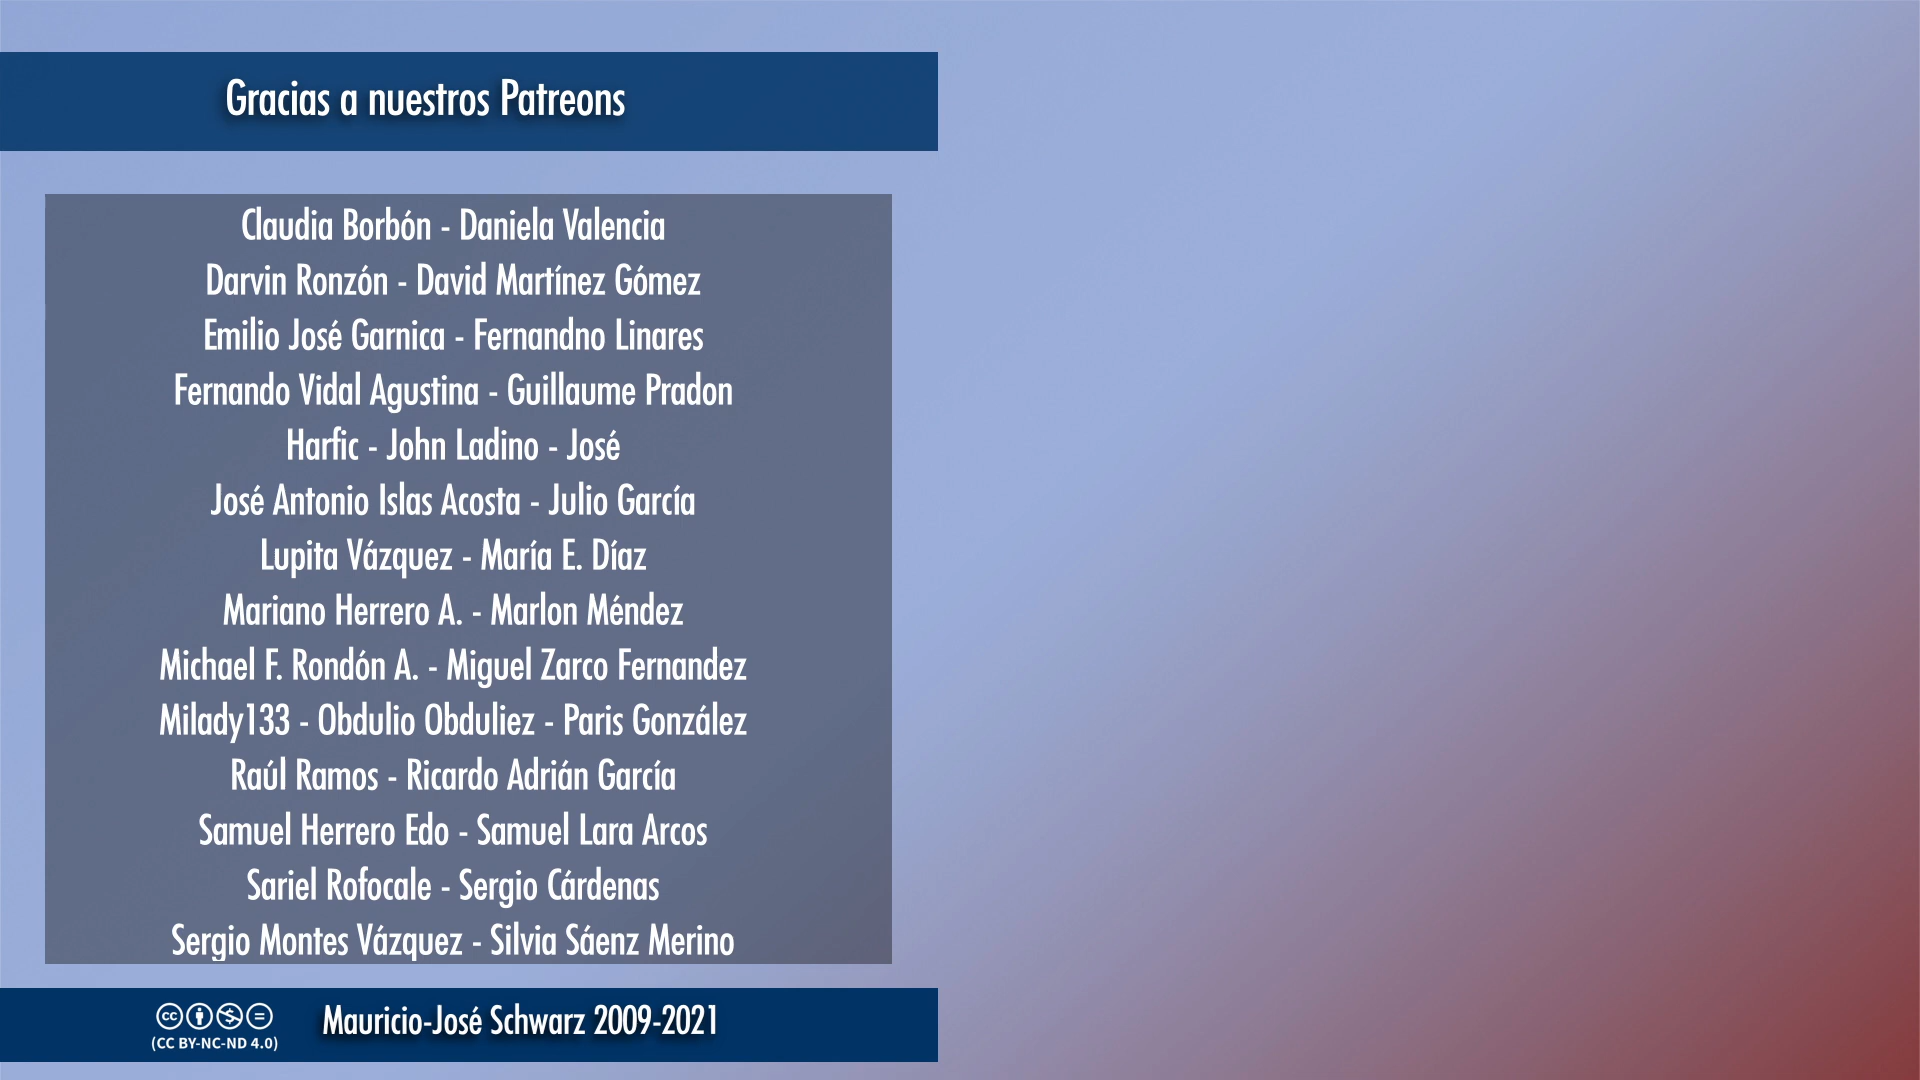 Gracias a nuestros Patreons
Claudia Borbón - Daniela Valencia
Darvin Ronzón - David Martínez Gómez
Emilio José Garnica - Fernandno Linares
Fernando Vidal Agustina - Guillaume Pradon
Harfic - John Ladino - José
José Antonio Islas Acosta - Julio García
Lupita Vázquez - María E. Díaz
Mariano Herrero A. - Marlon Méndez
Michael F. Rondón A. - Miguel Zarco Fernandez
Milady133 - Obdulio Obduliez - Paris González
Raúl Ramos - Ricardo Adrián García
Samuel Herrero Edo - Samuel Lara Arcos
Sariel Rofocale - Sergio Cárdenas
Sergio Montes Vázquez - Silvia Sáenz Merino
Mauricio-José Schwarz 2009-2021
(CC BY-NC-ND 4.0)